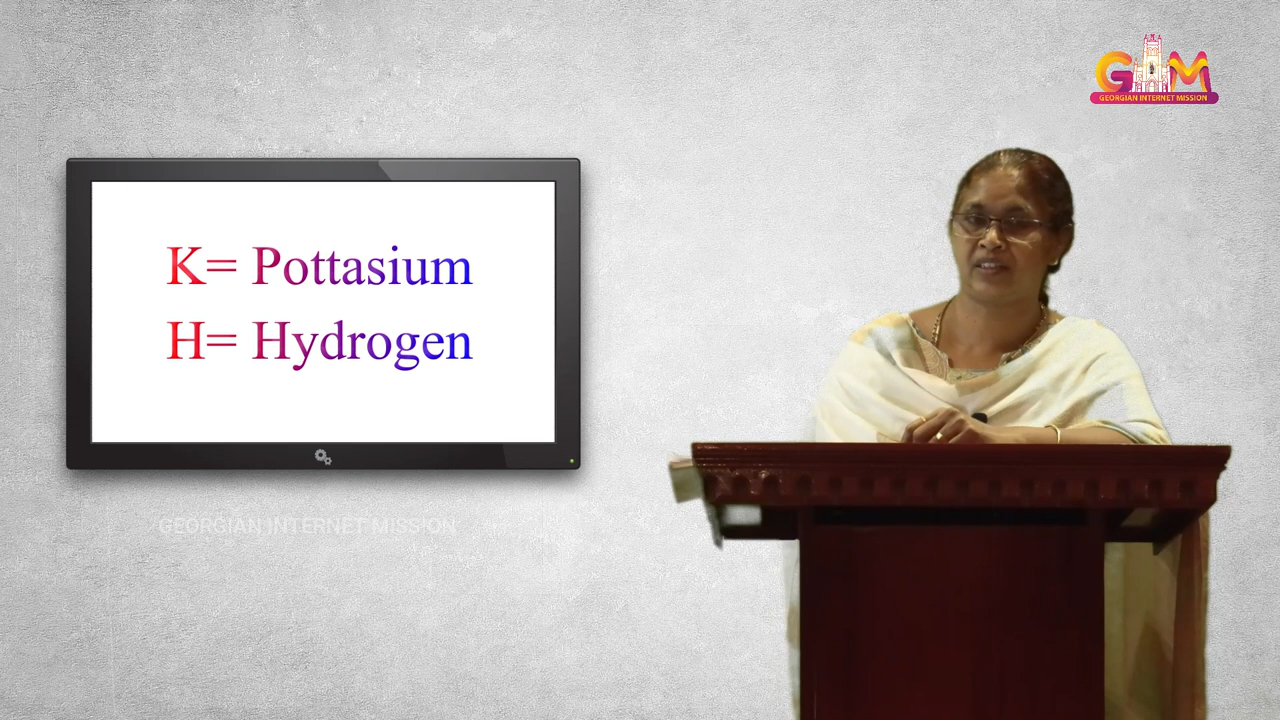 GIM
GEORGIAN INTERNET MISSION
K= Pottasium
H= Hydrogen
GEORGIAN INTERNET MISSION